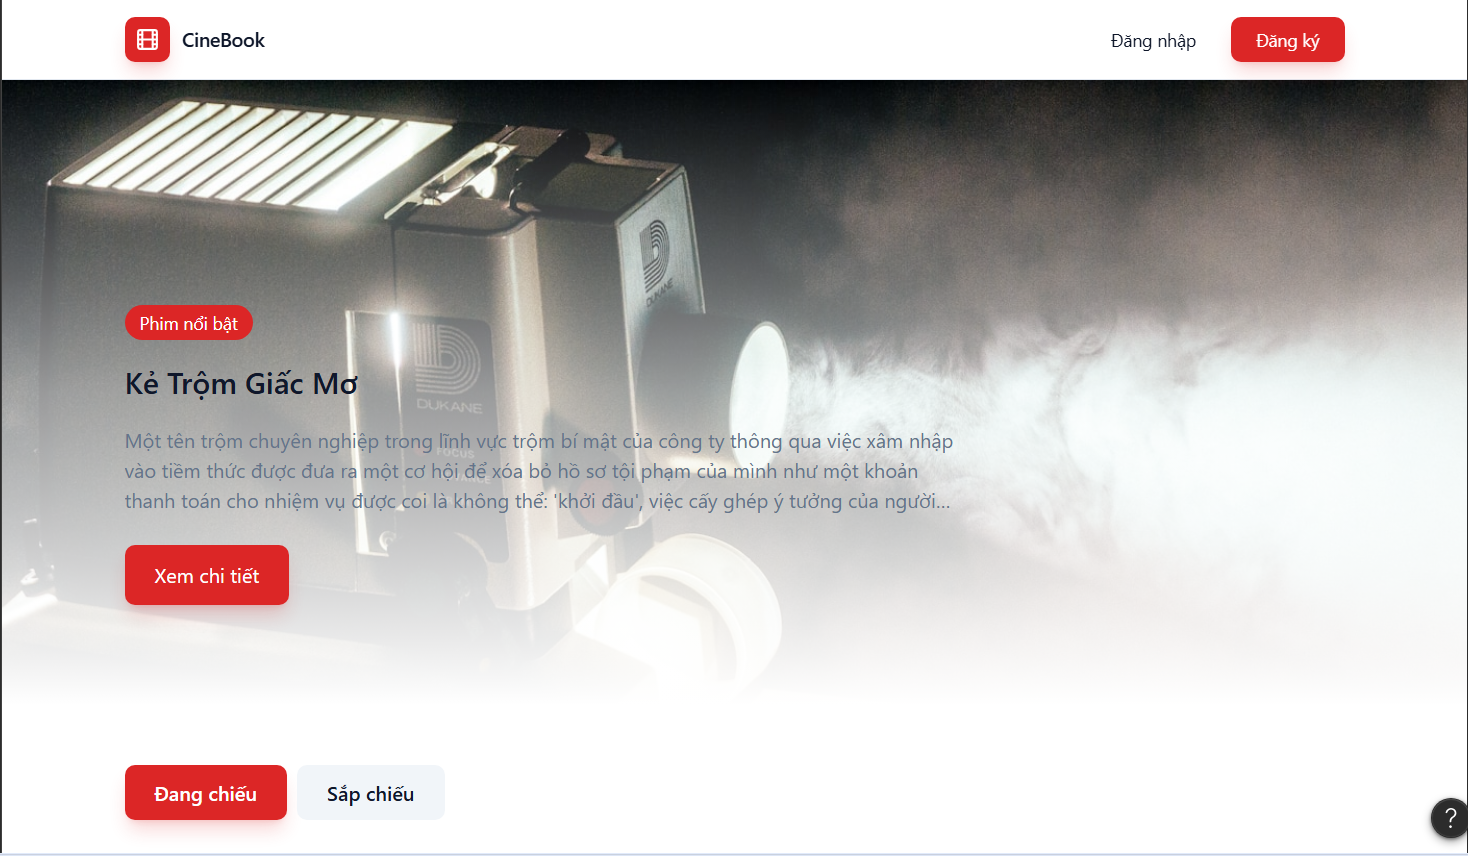 CineBook
Đăng nhập
Đăng ký
DUKANE
Phim nổi bật
Kẻ Trộm Giấc Mơ
DUKANE
Một tên trộm chuyên nghiệp trong lĩnh vực trộm bí mật của công ty thông qua việc xâm nhập
FOCUS
vào tiềm thức được đưa ra một cơ hội để xóa bỏ hồ sơ tội phạm của mình như một khoản
thanh toán cho nhiệm vụ được coi là không thể: 'khởi đầu', việc cấy ghép ý tưởng của người...
Xem chi tiết
Đang chiếu
Sắp chiếu
?